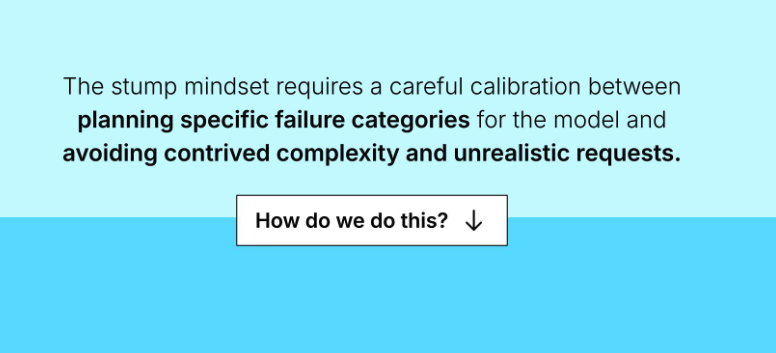 The stump mindset requires a careful calibration between
planning specific failure categories for the model and
avoiding contrived complexity and unrealistic requests.
How do we do this? ↓